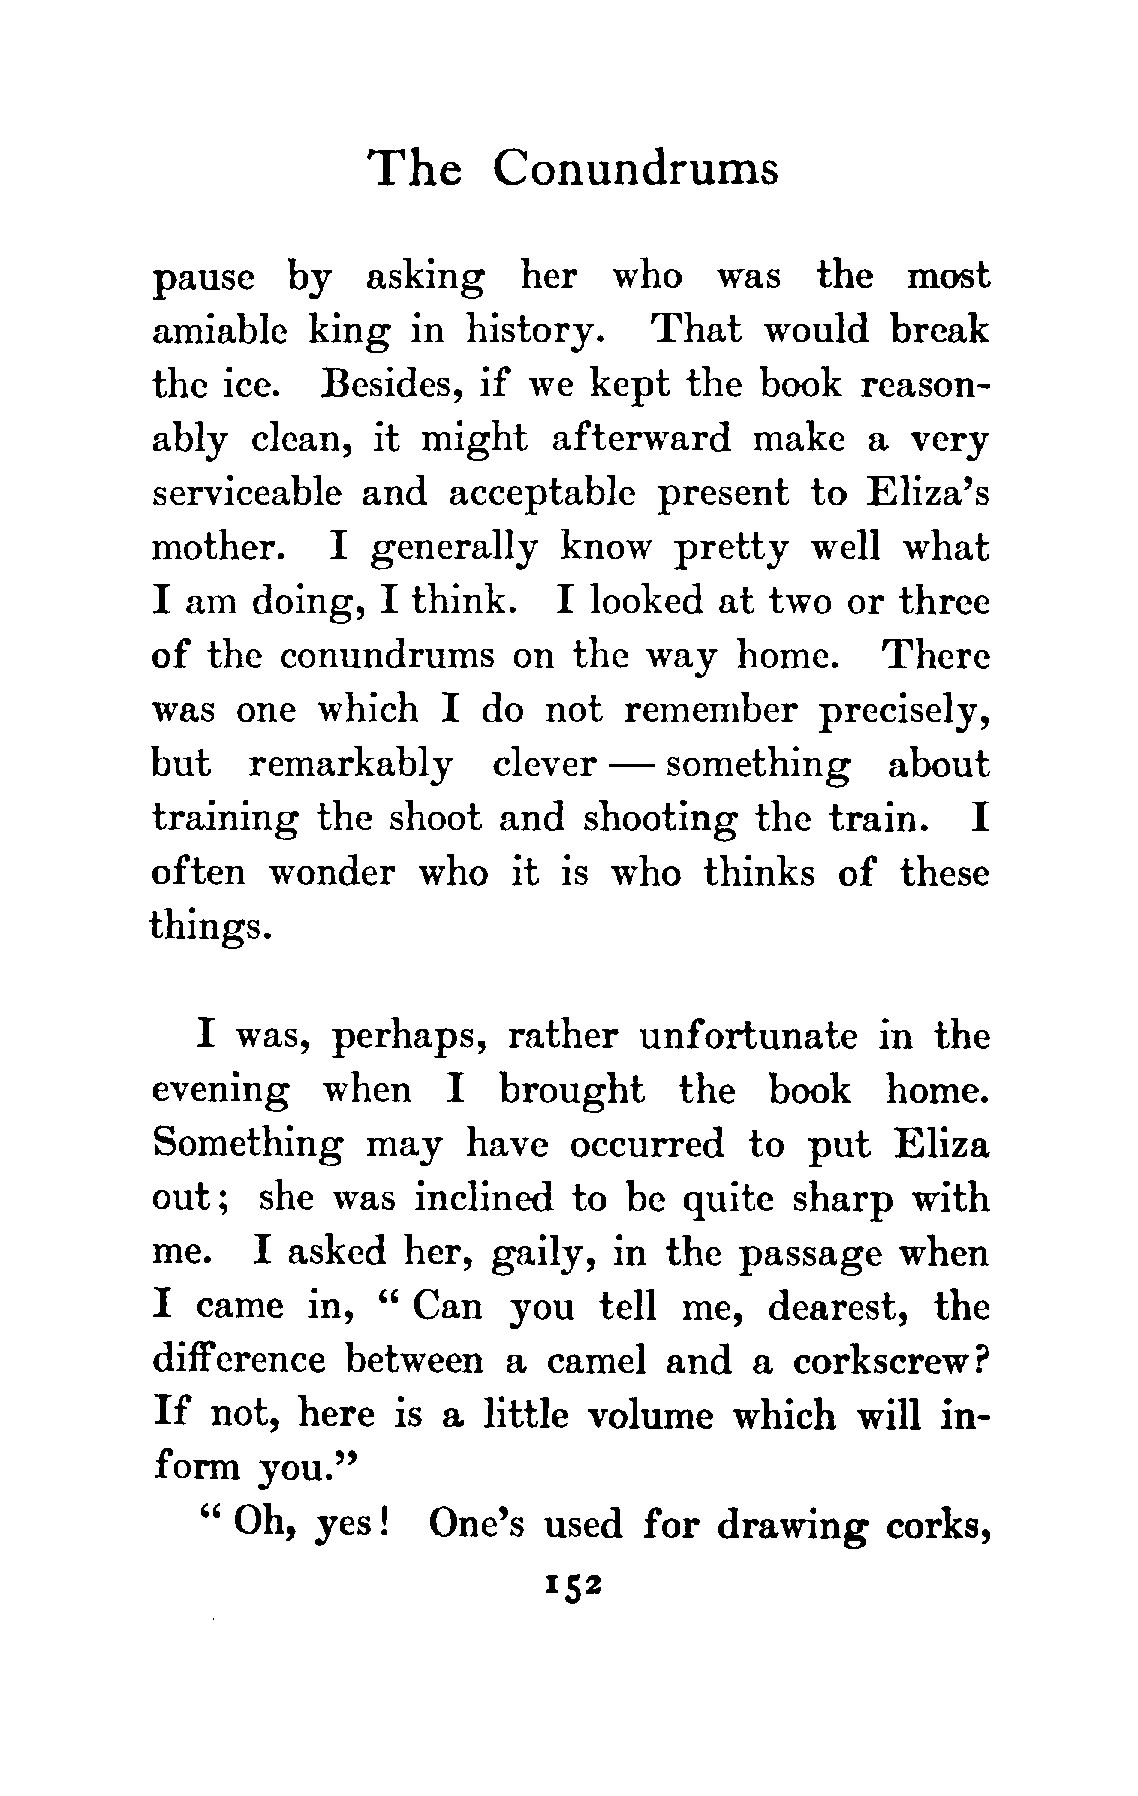 The Conundrums
pause by asking her who was the most
amiable king in history. That would break
the ice. Besides, if we kept the book reason-
ably clean, it might afterward make a very
serviceable and acceptable present to Eliza's
mother. I generally know pretty well what
I am doing, I think. I looked at two or three
of the conundrums on the way home. There
was one which I do not remember precisely,
but remarkably clever — something about
training the shoot and shooting the train. I
often wonder who it is who thinks of these
things.
I was, perhaps, rather unfortunate in the
evening when I brought the book home.
Something may have occurred to put Eliza
out; she was inclined to be quite sharp with
me. I asked her, gaily, in the passage when
I came in, "Can you tell me, dearest, the
difference between a camel and a corkscrew?
If not, here is a little volume which will in-
form you."
"Oh, yes! One's used for drawing corks,
152